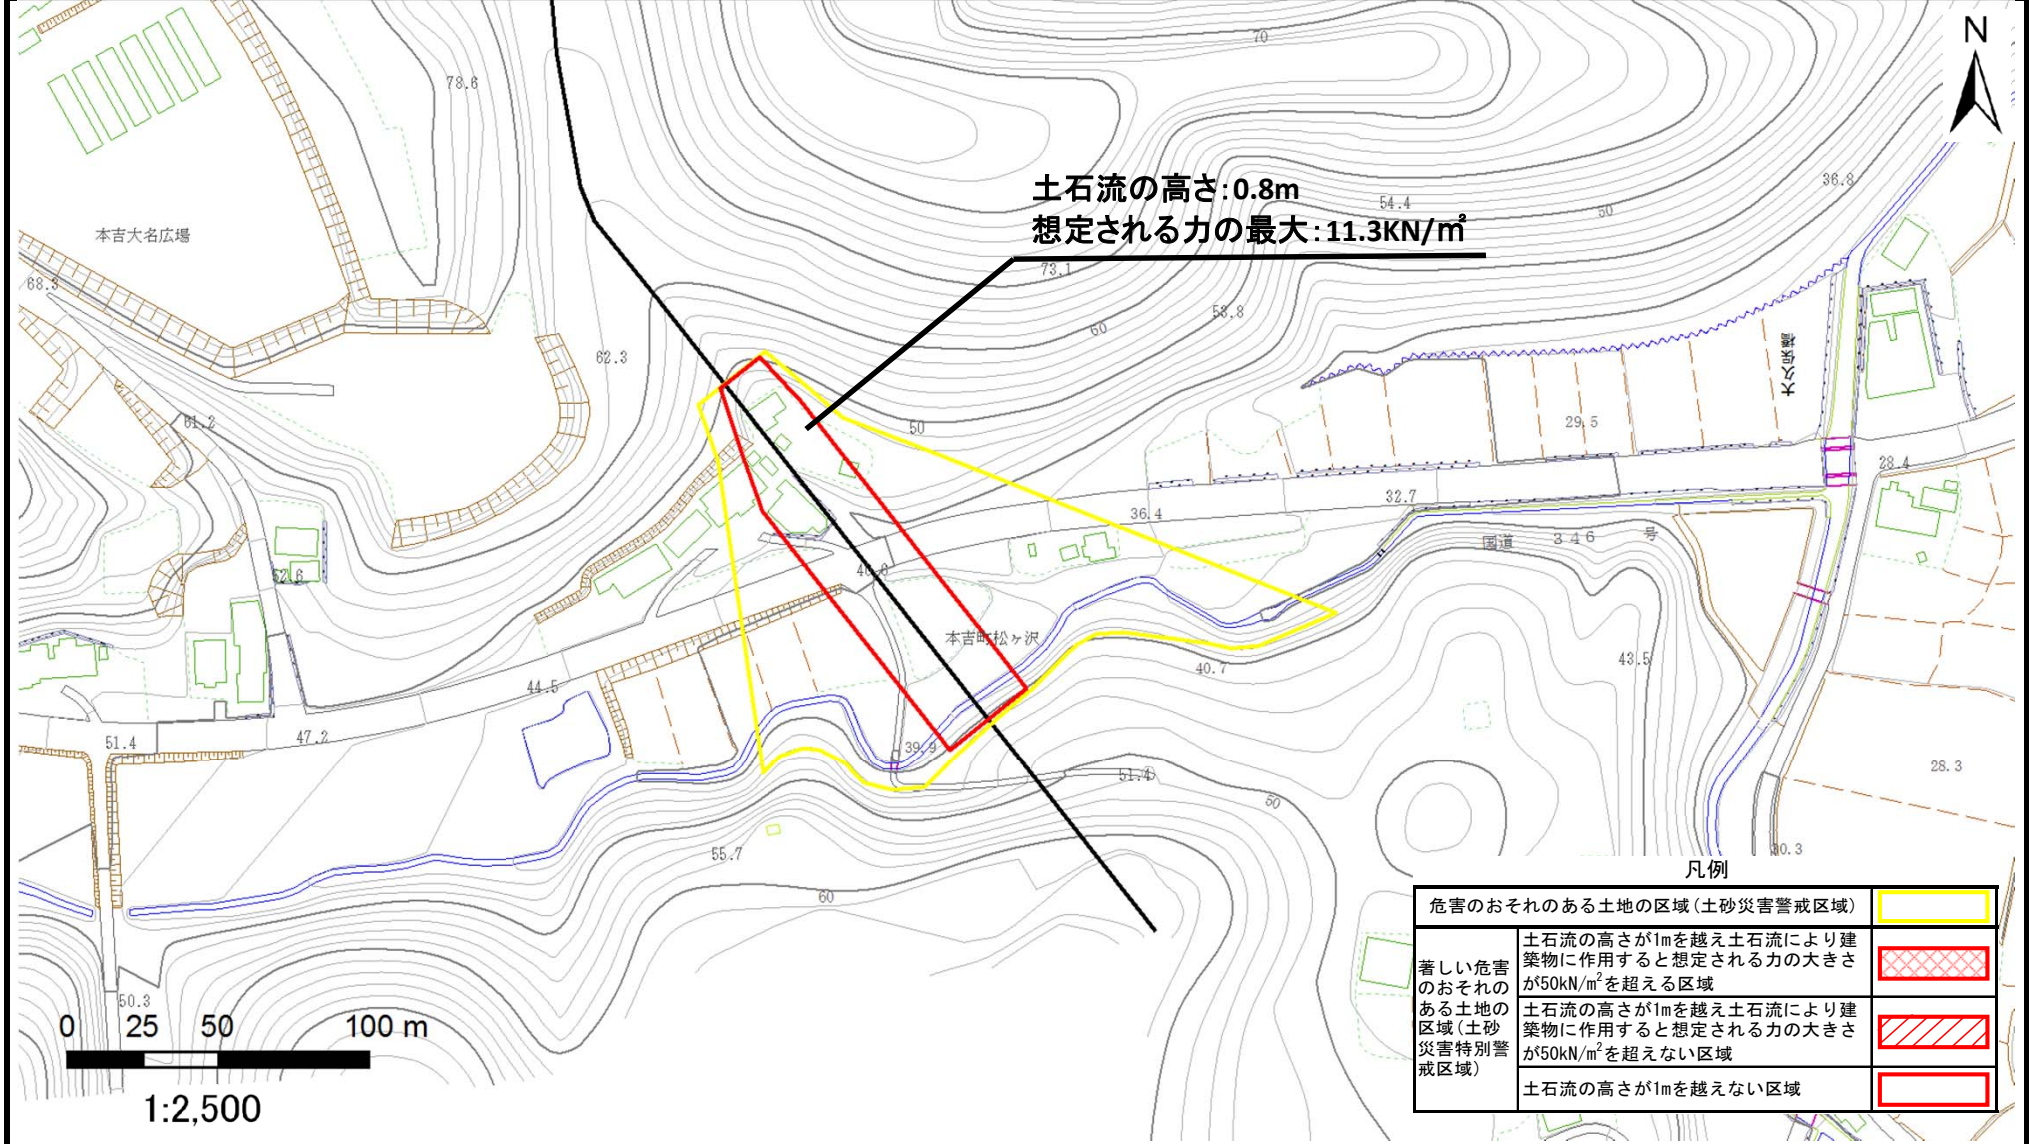 N
70
78.6
36.8
土石流の高さ:0.8m
54.4
50
想定される力の最大:11.3KN/㎡
本吉大名広場
73.1
68.3
58.8
60
62.3
大久保橋
61.2
50
29.5
28.4
32.7
36.4
国道 346 号
52.6
本吉町松ヶ沢
43.5
40.7
44.5
47.2
51.4
39.9
28.3
51.4
50
55.7
30.3
60
凡例
危害のおそれのある土地の区域(土砂災害警戒区域)
著しい危害
のおそれの
ある土地の
区域(土砂
災害特別警
戒区域)
土石流の高さが1mを越え土石流により建
築物に作用すると想定される力の大きさ
が50kN/m²を超える区域
土石流の高さが1mを越え土石流により建
築物に作用すると想定される力の大きさ
が50kN/m²を超えない区域
土石流の高さが1mを越えない区域
50.3
0 25 50 100 m
1:2,500